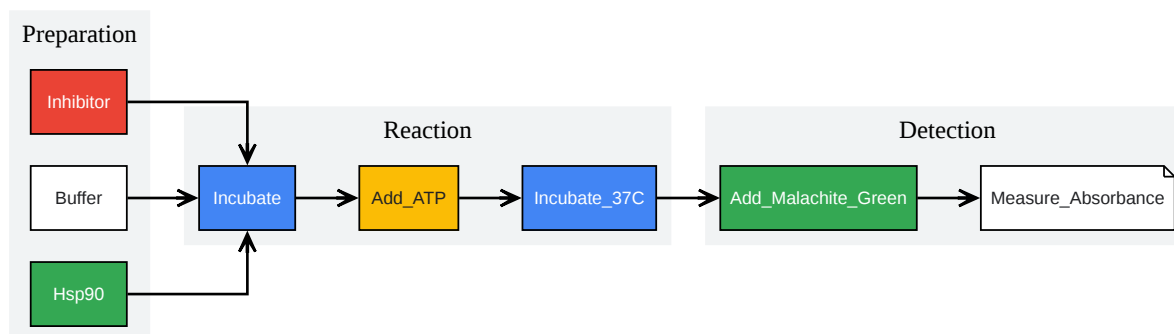 Preparation
Inhibitor
Buffer
Hsp90
Reaction
Incubate
Add_ATP
Incubate_37C
Detection
Add_Malachite_Green
Measure_Absorbance